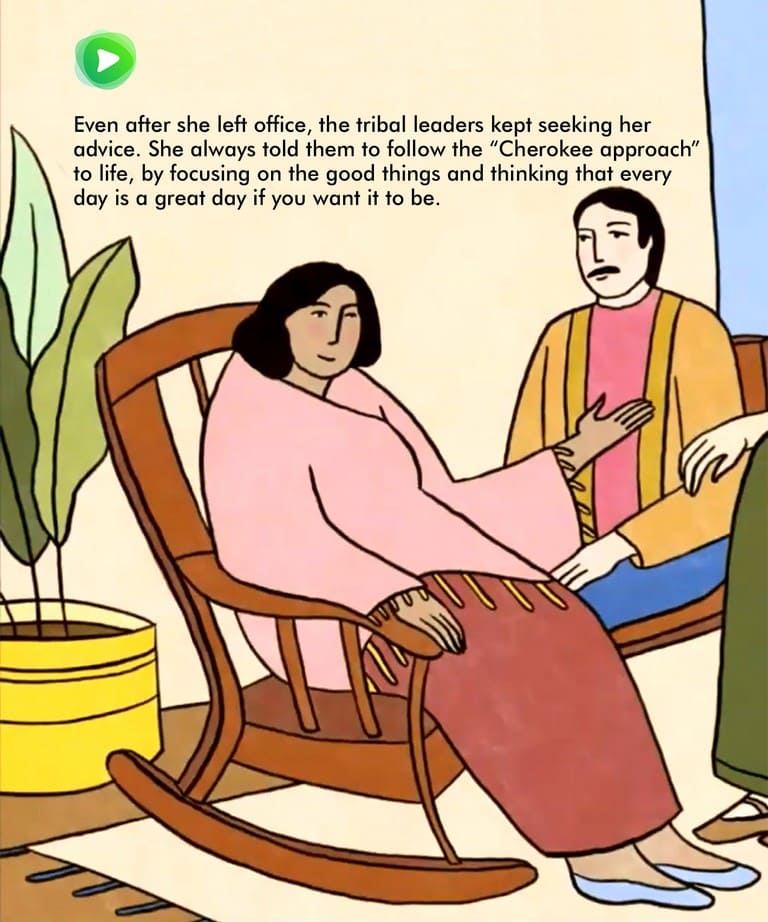 Even after she left office, the tribal leaders kept seeking her
advice. She always told them to follow the “Cherokee approach”
to life, by focusing on the good things and thinking that every
day is a great day if you want it to be.